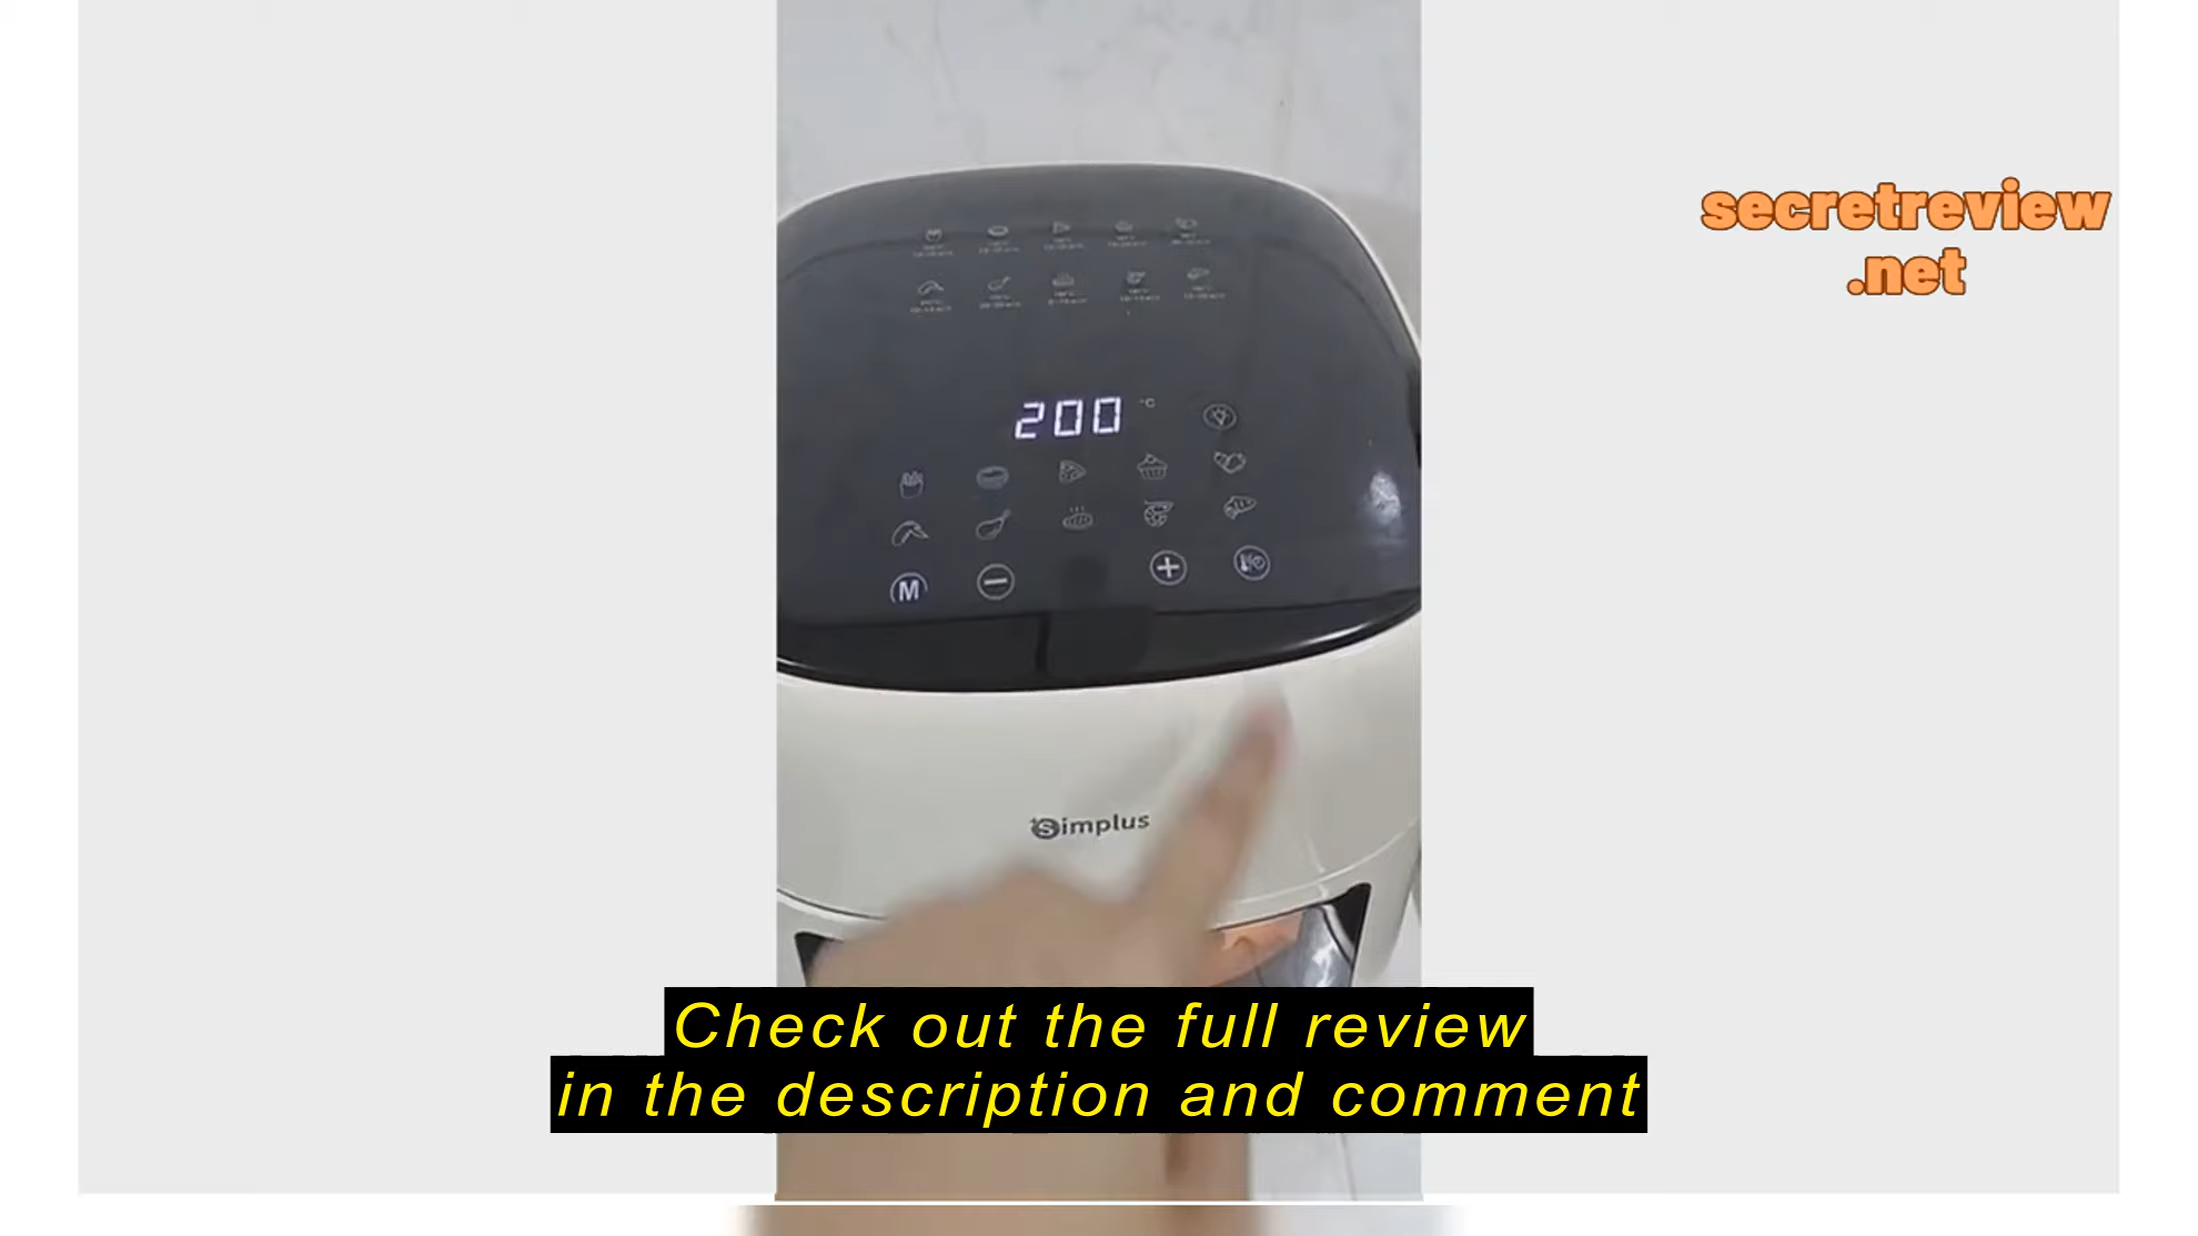 secretreview
.net
200 °C
M
Simplus
Check out the full review
in the description and comment